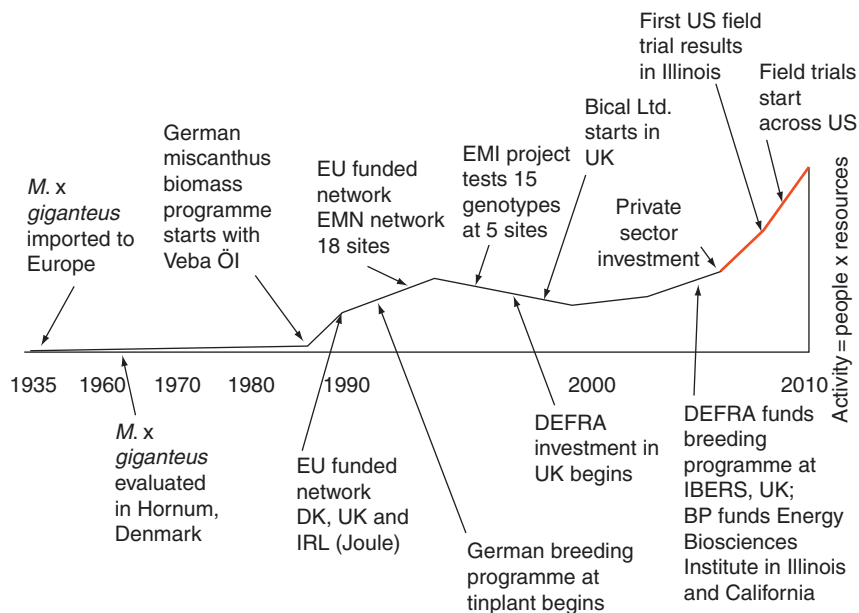 First US field
trial results
in Illinois
Field trials
start
across US
Bical Ltd.
starts in
UK
German
miscanthus
biomass
programme
starts with
Veba ÖI
EU funded
network
EMN network
18 sites
EMI project
tests 15
genotypes
at 5 sites
M. x
giganteus
imported to
Europe
Private
sector
investment
Activity = people x resources
1935
1960
1970
1980
1990
2000
2010
M. x
giganteus
evaluated
in Hornum,
Denmark
EU funded
network
DK, UK and
IRL (Joule)
German breeding
programme at
tinplant begins
DEFRA
investment in
UK begins
DEFRA funds
breeding
programme at
IBERS, UK;
BP funds Energy
Biosciences
Institute in Illinois
and California